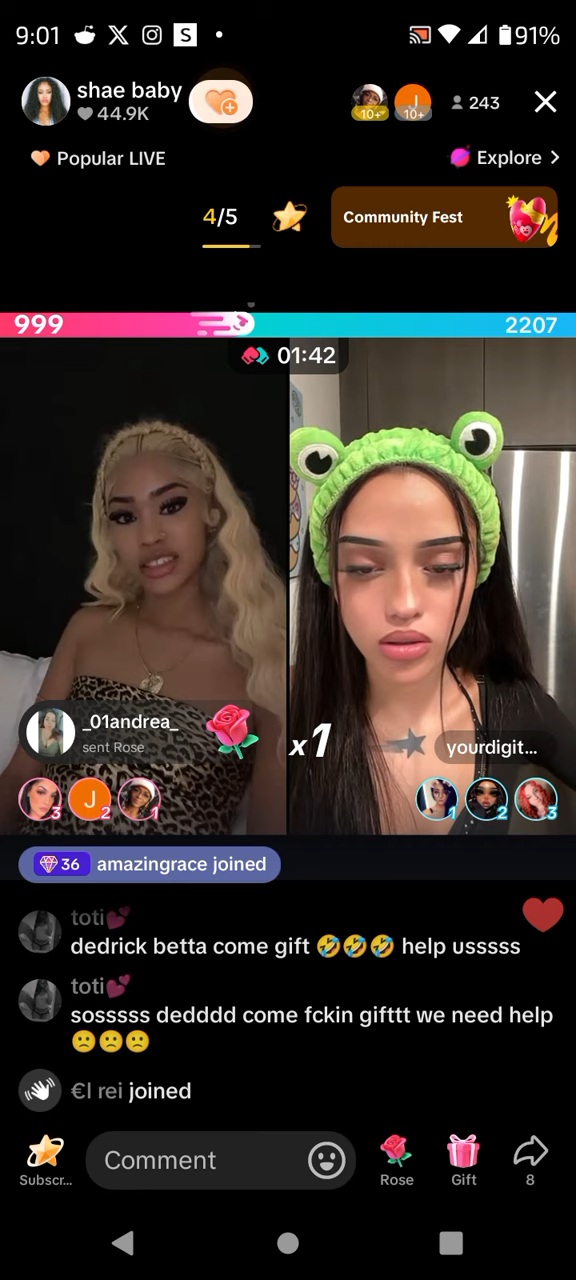 9:01
S
91%
shae baby
44.9K
10+
J
10+
243
Popular LIVE
Explore
4/5
Community Fest
999
2207
01:42
_01andrea_
sent Rose
x1
yourdigit...
3
J
2
1
1
2
3
36
amazingrace joined
toti💕
dedrick betta come gift 🤣🤣🤣 help usssss
toti💕
sosssss dedddd come fckin gifttt we need help
🙁🙁🙁
€l rei joined
Comment
Subscr...
Rose
Gift
8